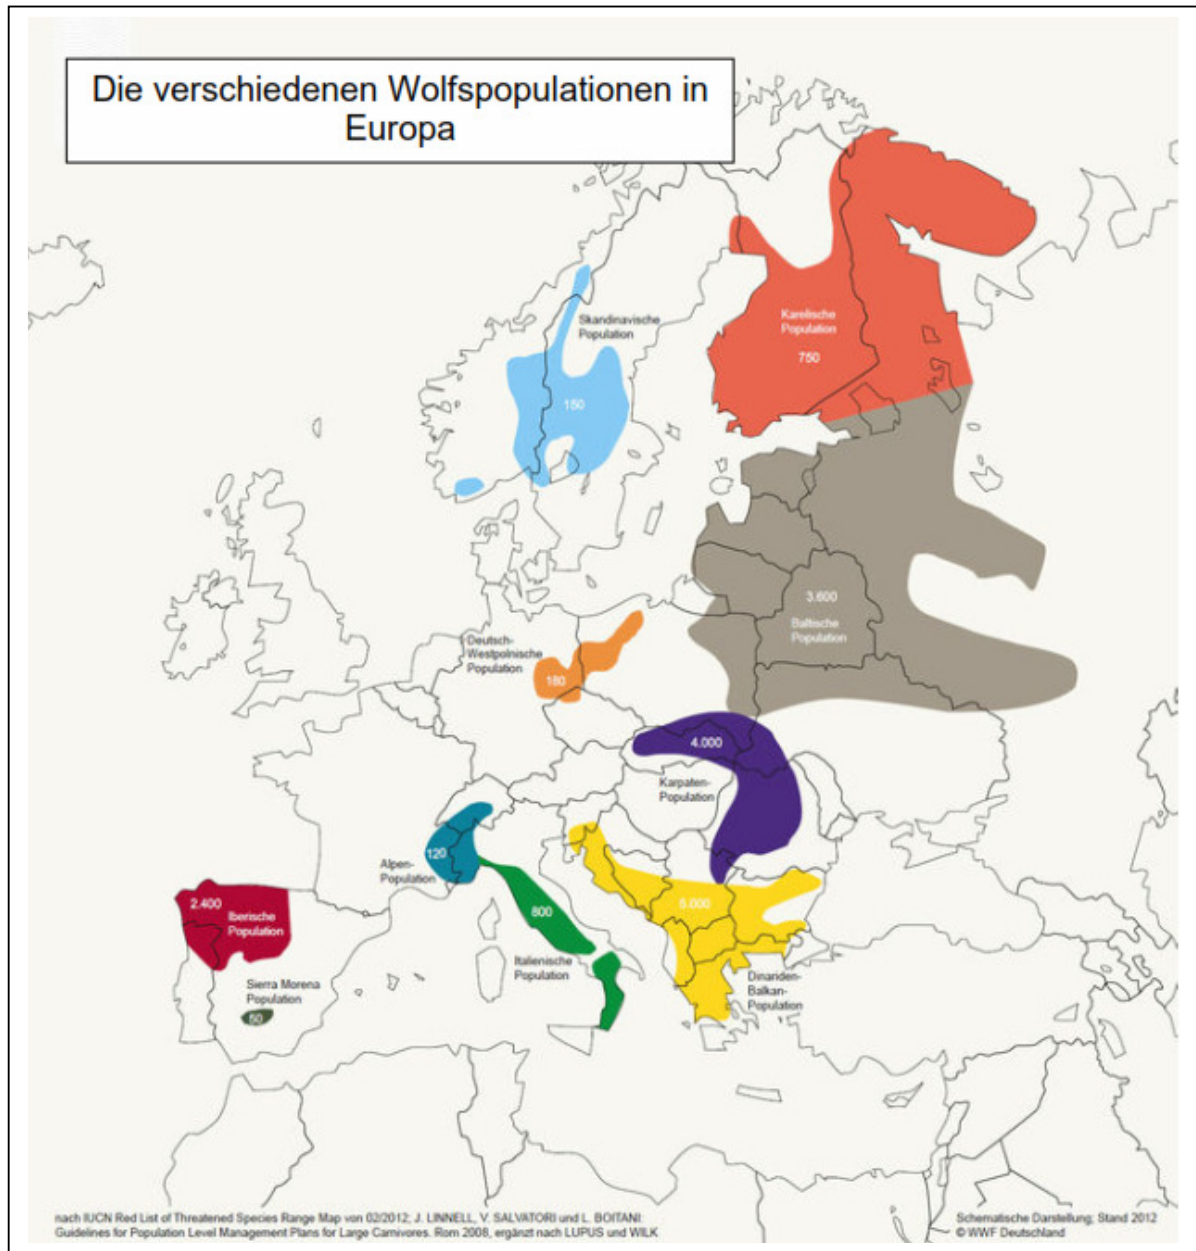 Die verschiedenen Wolfspopulationen in
Europa
Karelische
Population
750
Skandinavische
Population
150
3.600
Baltische
Population
Deutsch-
Westpolnische
Population
180
4.000
Karpaten-
Population
120
Alpen-
Population
2.400
Iberische
Population
800
5.000
Italienische
Population
Sierra Morena
Population
50
Dinariden-
Balkan-
Population
nach IUCN Red List of Threatened Species Range Map von 02/2012; J. LINNELL, V. SALVATORI und L. BOITANI:
Guidelines for Population Level Management Plans for Large Carnivores. Rom 2008, ergänzt nach LUPUS und WILK
Schematische Darstellung; Stand 2012
© WWF Deutschland